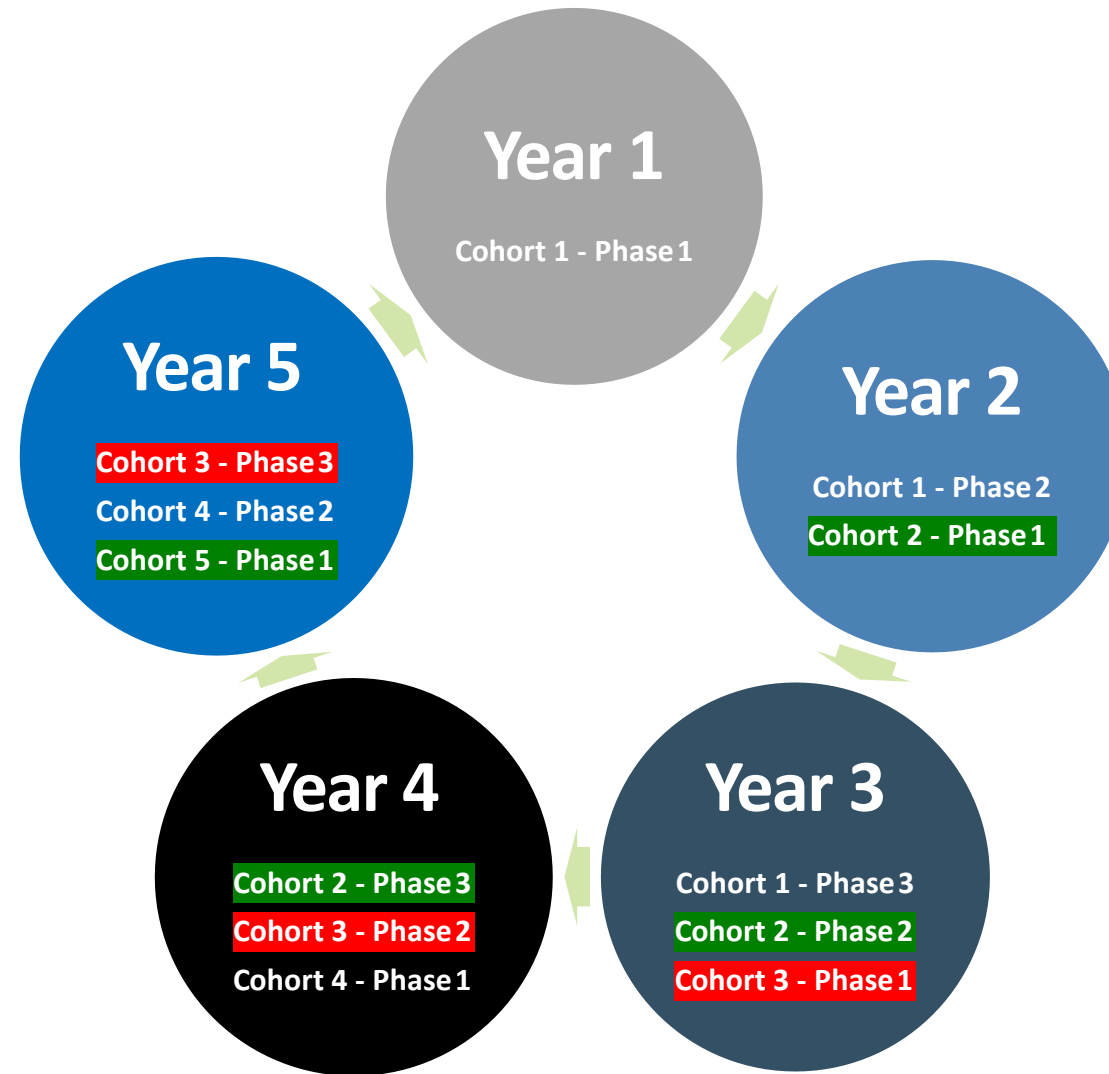 Year 1
Cohort 1 - Phase 1
Year 2
Cohort 1 - Phase 2
Cohort 2 - Phase 1
Year 3
Cohort 1 - Phase 3
Cohort 2 - Phase 2
Cohort 3 - Phase 1
Year 4
Cohort 2 - Phase 3
Cohort 3 - Phase 2
Cohort 4 - Phase 1
Year 5
Cohort 3 - Phase 3
Cohort 4 - Phase 2
Cohort 5 - Phase 1